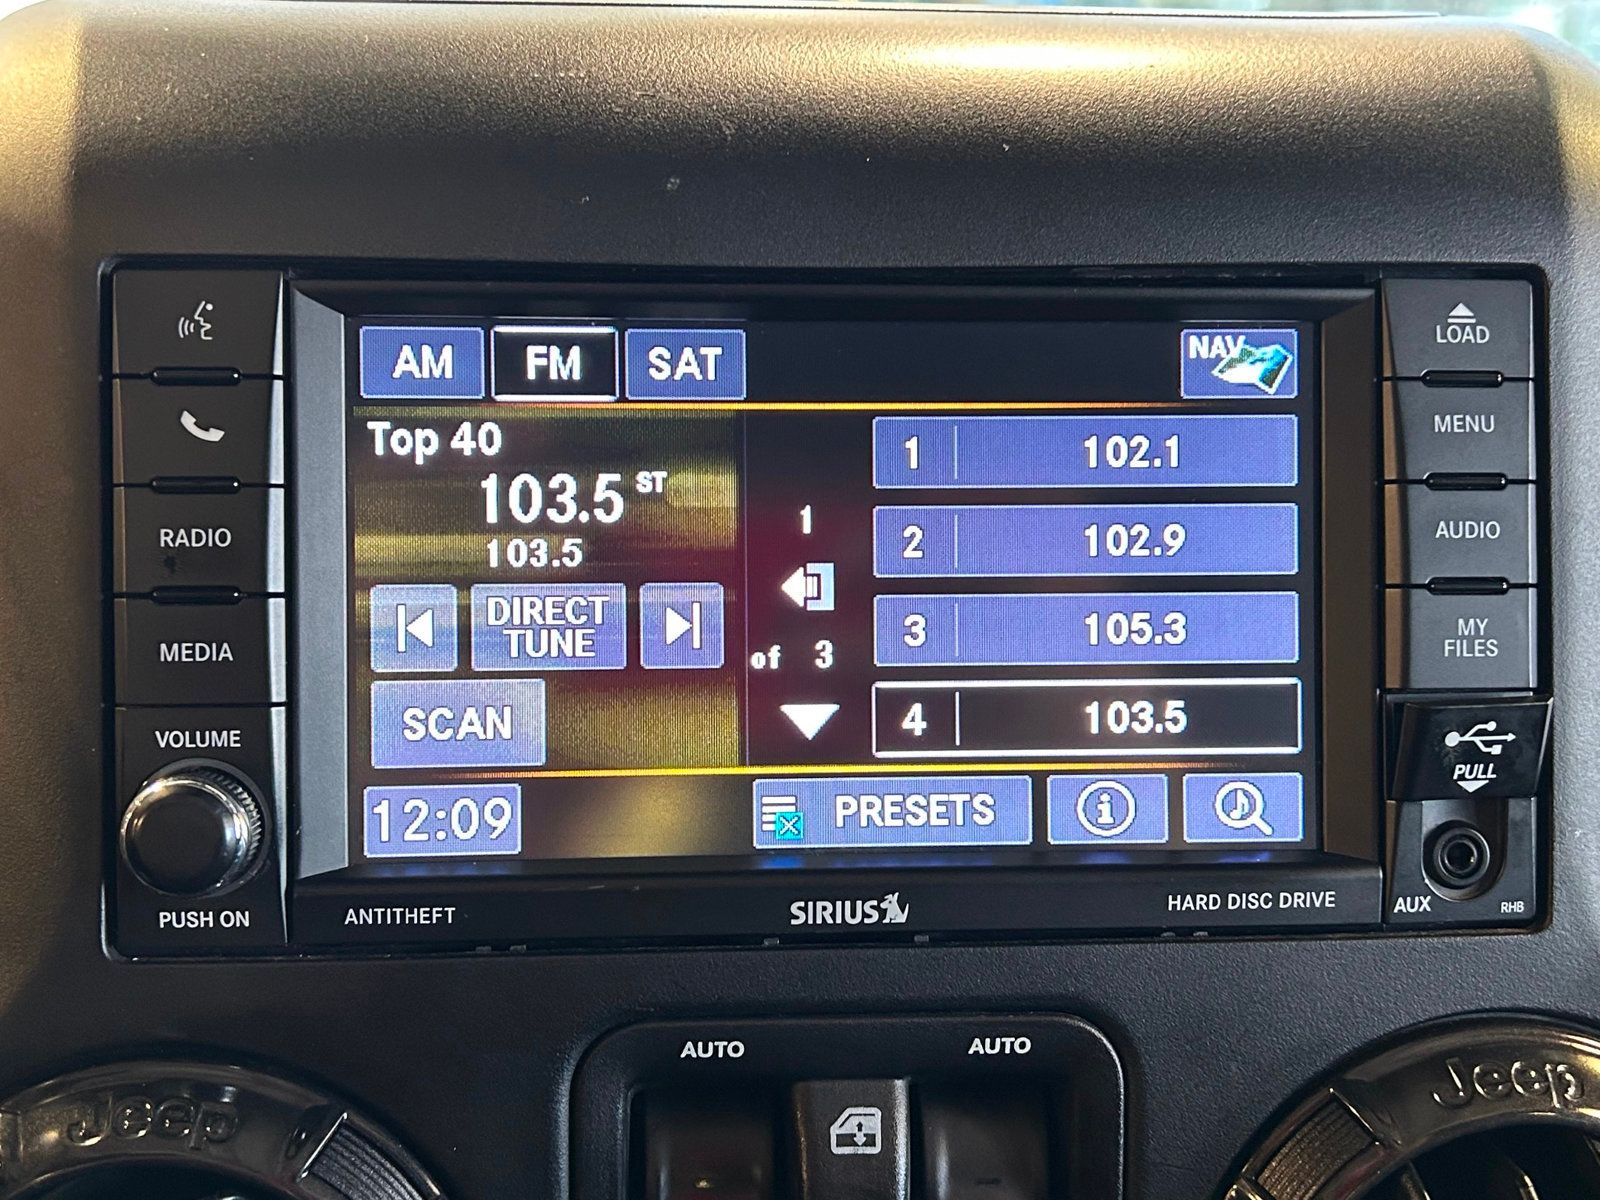 AM FM SAT NAV
Top 40
103.5 ST
103.5
DIRECT
TUNE
SCAN
12:09
1
of 3
1 102.1
2 102.9
3 105.3
4 103.5
PRESETS
i
RADIO
MEDIA
VOLUME
PUSH ON
LOAD
MENU
AUDIO
MY
FILES
PULL
AUX RHB
ANTITHEFT
SIRIUS
HARD DISC DRIVE
AUTO AUTO
Jeep Jeep